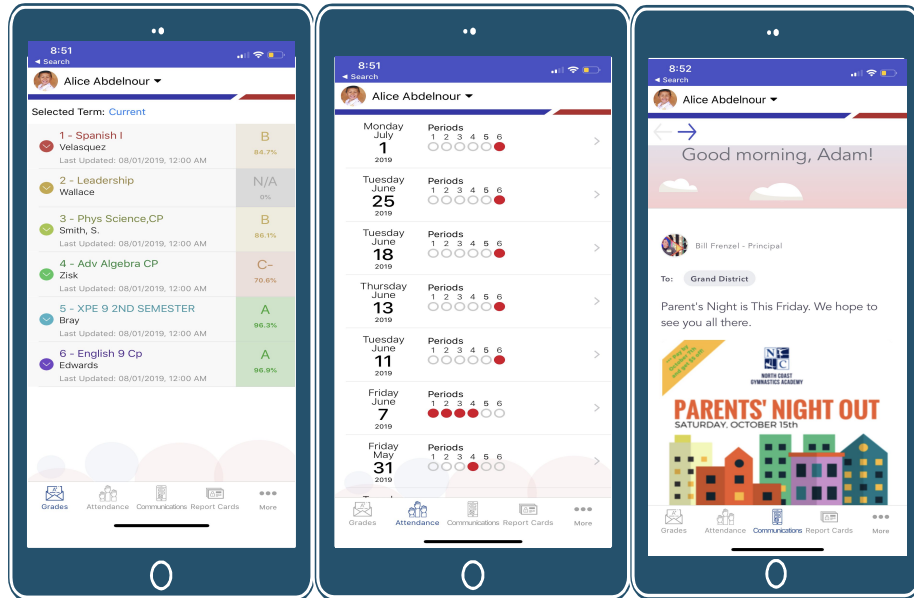 8:51
◄ Search
Alice Abdelnour
Selected Term: Current
1 - Spanish I
Velasquez
Last Updated: 08/01/2019, 12:00 AM
B
84.7%
2 - Leadership
Wallace
N/A
0%
3 - Phys Science,CP
Smith, S.
Last Updated: 08/01/2019, 12:00 AM
B
86.1%
4 - Adv Algebra CP
Zisk
Last Updated: 08/01/2019, 12:00 AM
C-
70.6%
5 - XPE 9 2ND SEMESTER
Bray
Last Updated: 08/01/2019, 12:00 AM
A
96.3%
6 - English 9 Cp
Edwards
Last Updated: 08/01/2019, 12:00 AM
A
96.9%
Grades Attendance Communications Report Cards More
8:51
◄ Search
Alice Abdelnour
Monday
July
1
2019
Periods
1 2 3 4 5 6
Tuesday
June
25
2019
Periods
1 2 3 4 5 6
Tuesday
June
18
2019
Periods
1 2 3 4 5 6
Thursday
June
13
2019
Periods
1 2 3 4 5 6
Tuesday
June
11
2019
Periods
1 2 3 4 5 6
Friday
June
7
2019
Periods
1 2 3 4 5 6
Friday
May
31
2019
Periods
1 2 3 4 5 6
Grades Attendance Communications Report Cards More
8:52
◄ Search
Alice Abdelnour
Good morning, Adam!
Bill Frenzel - Principal
To: Grand District
Parent's Night is This Friday. We hope to
see you all there.
NORTH COAST
GYMNASTICS ACADEMY
PARENTS' NIGHT OUT
SATURDAY, OCTOBER 15th
Grades Attendance Communications Report Cards More